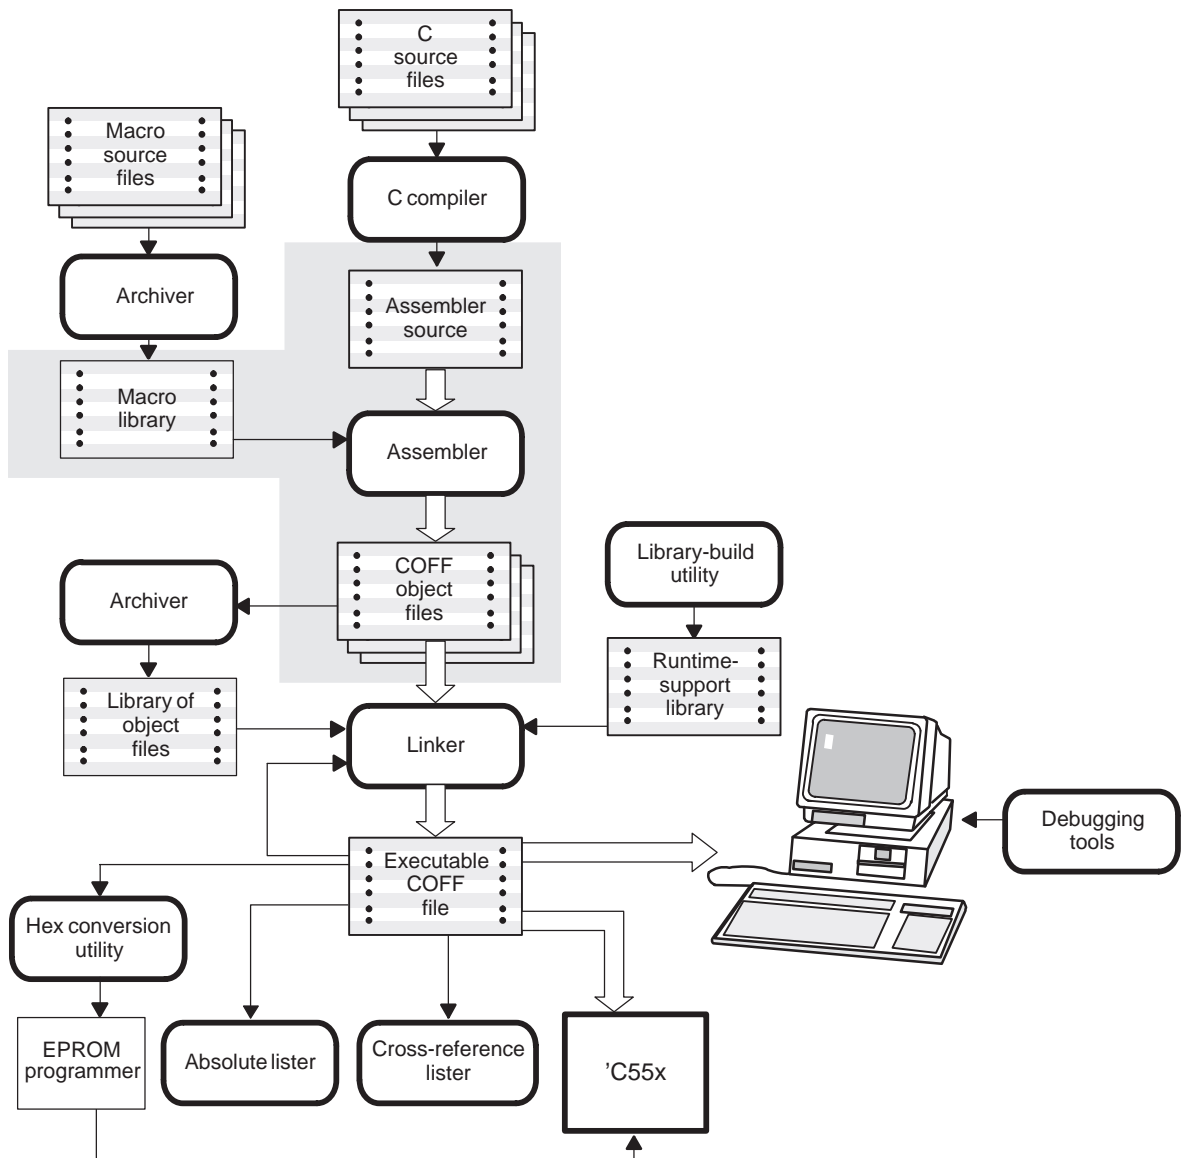 C
source
files
Macro
source
files
C compiler
Archiver
Assembler
source
Macro
library
Assembler
COFF
object
files
Library-build
utility
Archiver
Runtime-
support
library
Library of
object
files
Linker
Debugging
tools
Executable
COFF
file
Hex conversion
utility
EPROM
programmer
Absolute lister
Cross-reference
lister
’C55x